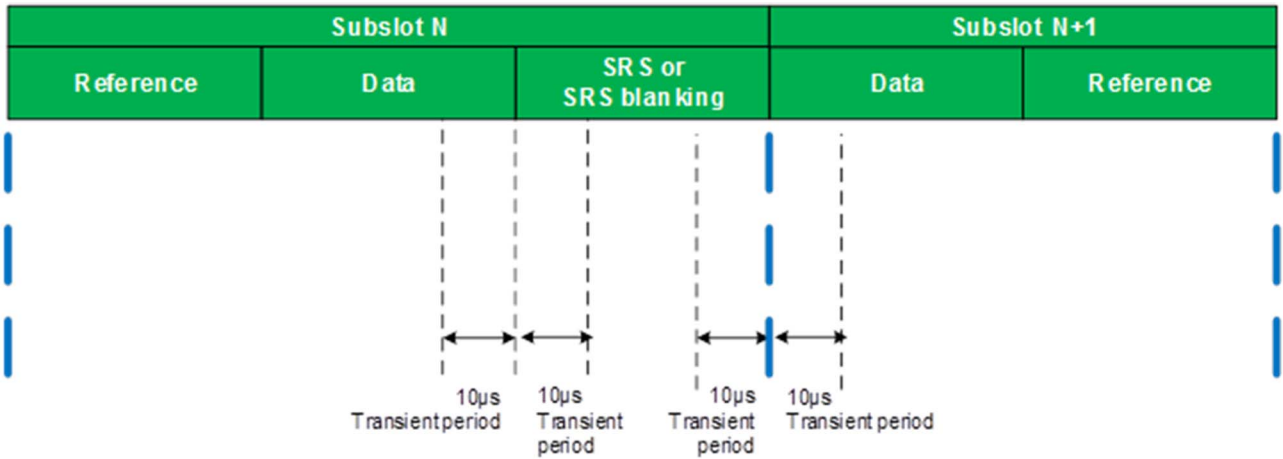 Subslot N
Subslot N+1
Reference
Data
SRS or
SRS blanking
Data
Reference
10µs
Transient period
10µs
Transient
period
10µs
Transient
period
10µs
Transient period